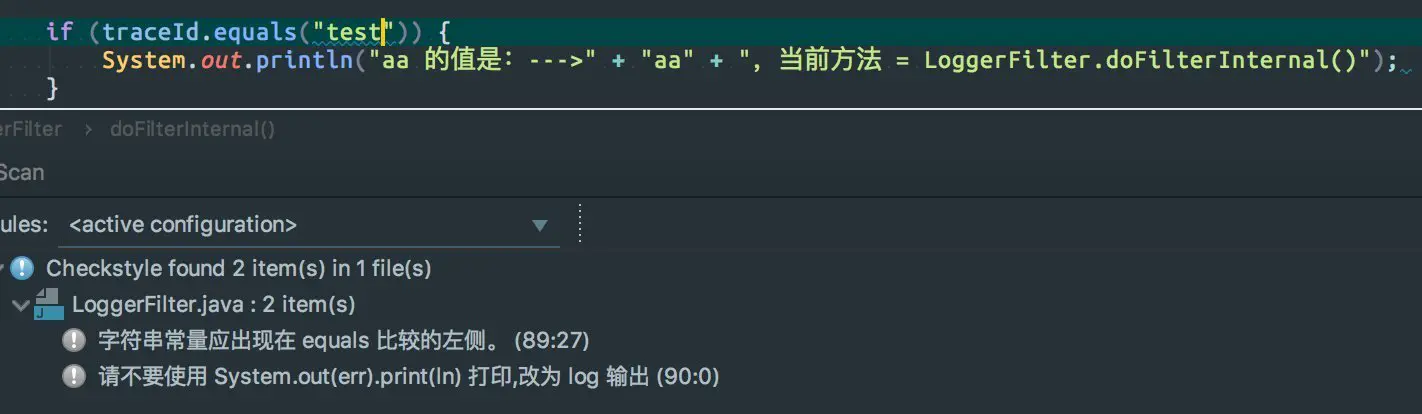 if (traceId.equals("test")) {
System.out.println("aa 的值是：--->" + "aa" + ", 当前方法 = LoggerFilter.doFilterInternal()");
}
erFilter > doFilterInternal()
Scan
ules: <active configuration>
Checkstyle found 2 item(s) in 1 file(s)
LoggerFilter.java : 2 item(s)
字符串常量应出现在 equals 比较的左侧。 (89:27)
请不要使用 System.out(err).print(ln) 打印,改为 log 输出 (90:0)